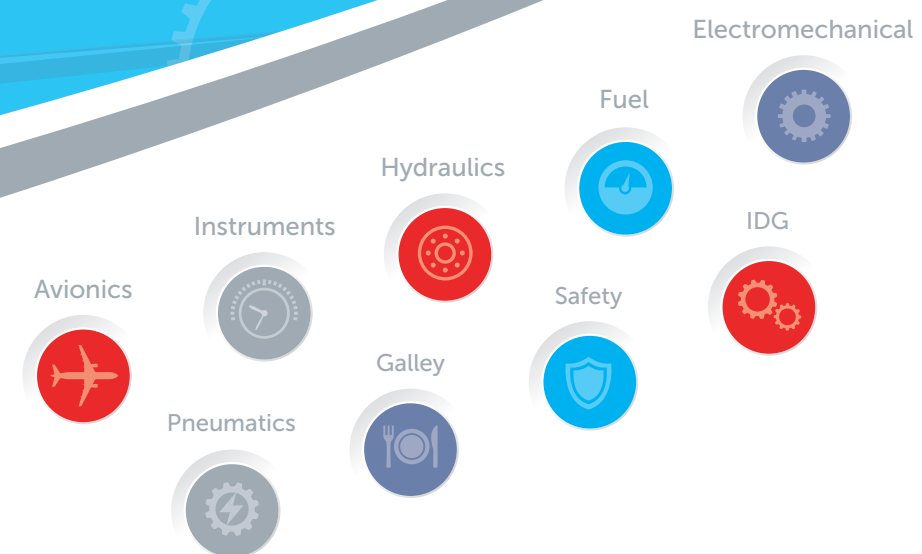 Electromechanical
Fuel
Hydraulics
Instruments
IDG
Avionics
Safety
Galley
Pneumatics